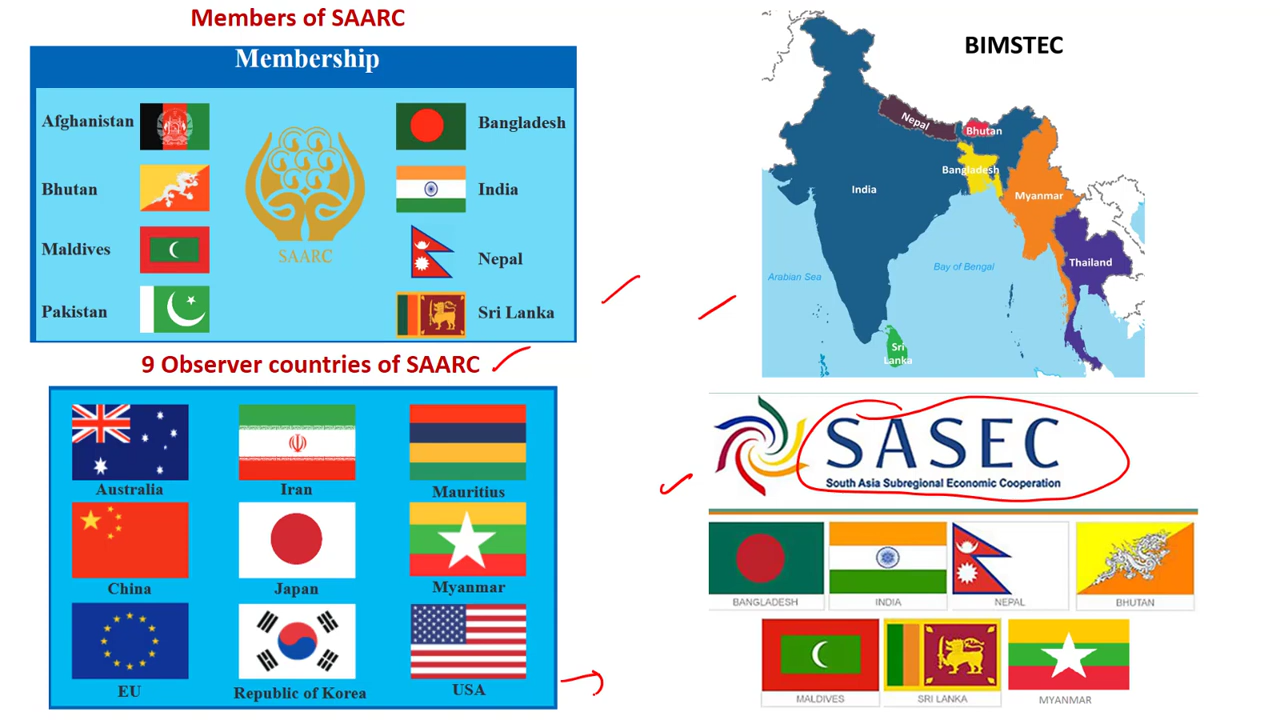 Members of SAARC
Membership
Afghanistan
Bangladesh
Bhutan
India
Maldives
Nepal
Pakistan
Sri Lanka
SAARC
9 Observer countries of SAARC
Australia
Iran
Mauritius
China
Japan
Myanmar
EU
Republic of Korea
USA
BIMSTEC
Nepal
Bhutan
Bangladesh
India
Myanmar
Thailand
Arabian Sea
Bay of Bengal
Sri
Lanka
SASEC
South Asia Subregional Economic Cooperation
BANGLADESH
INDIA
NEPAL
BHUTAN
MALDIVES
SRI LANKA
MYANMAR